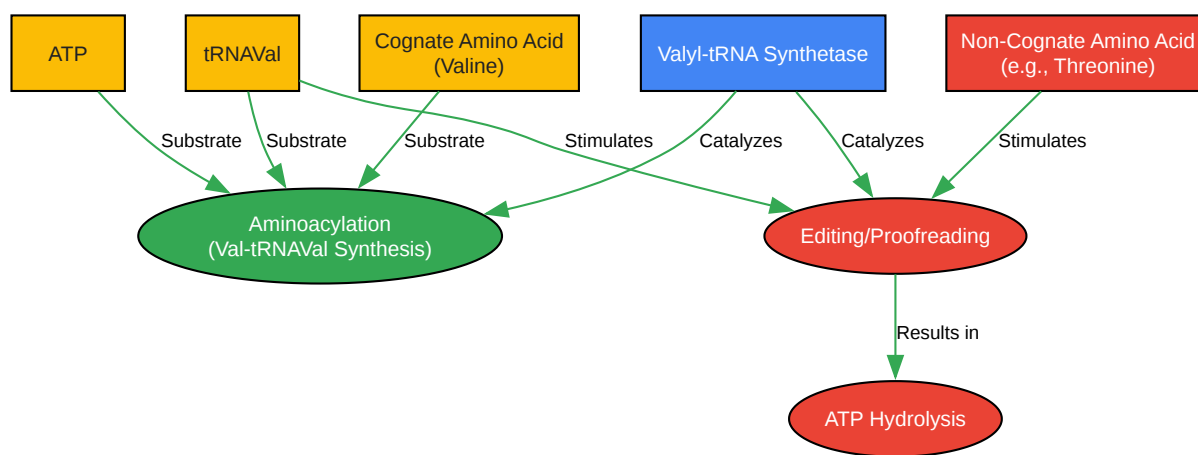 ATP
tRNAVal
Cognate Amino Acid
(Valine)
Valyl-tRNA Synthetase
Non-Cognate Amino Acid
(e.g., Threonine)
Substrate
Substrate
Substrate
Stimulates
Catalyzes
Catalyzes
Stimulates
Aminoacylation
(Val-tRNAVal Synthesis)
Editing/Proofreading
Results in
ATP Hydrolysis